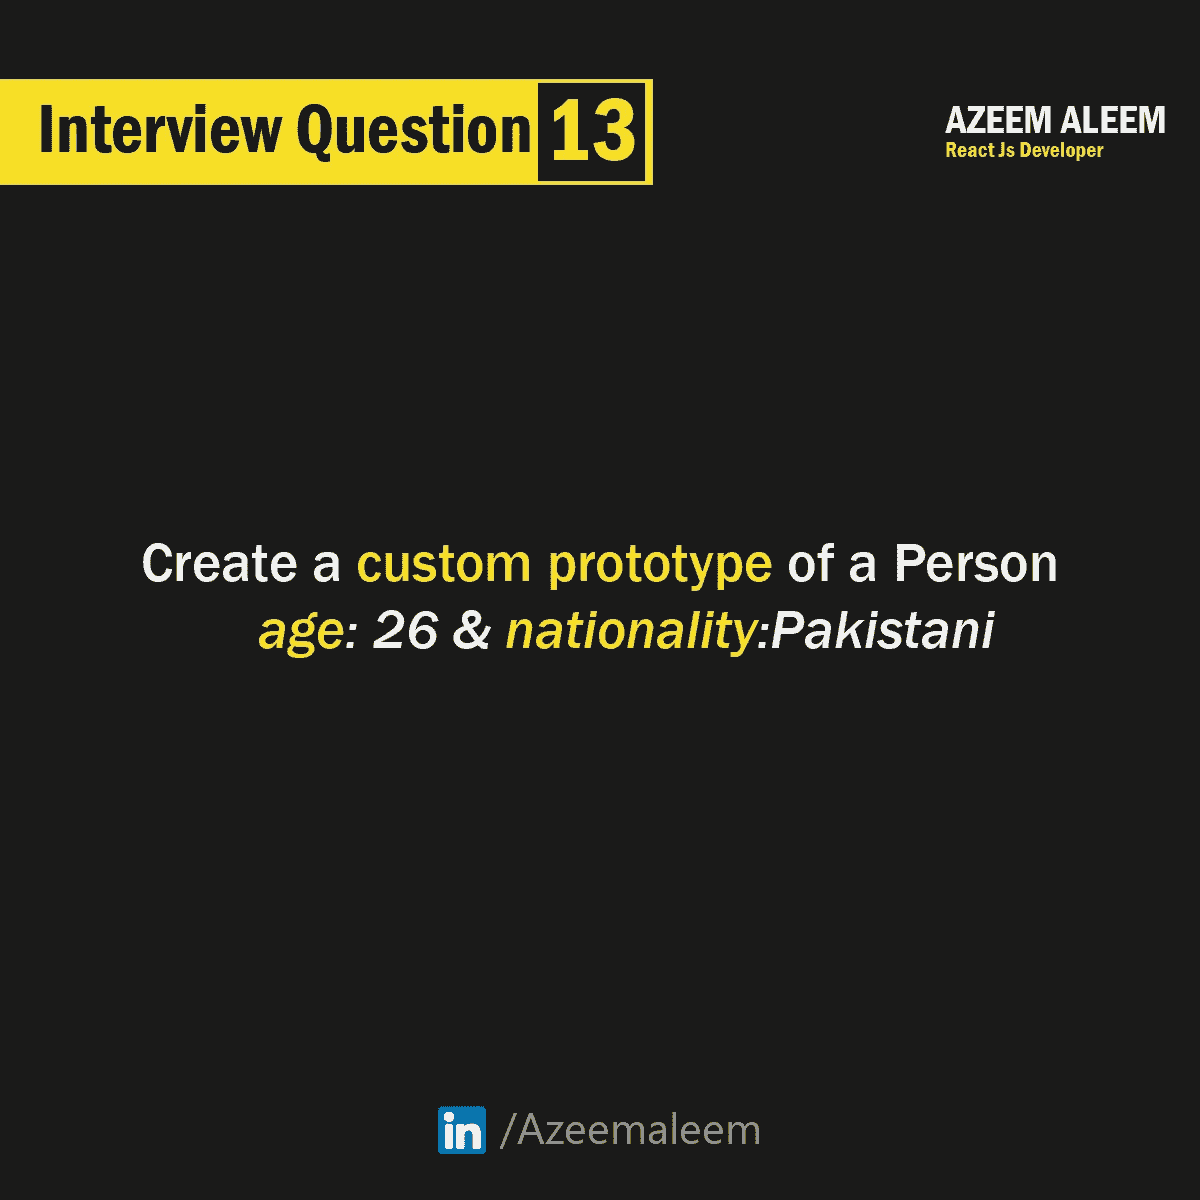 Interview Question 13
AZEEM ALEEM
React Js Developer
Create a custom prototype of a Person
age: 26 & nationality:Pakistani
in /Azeemaleem